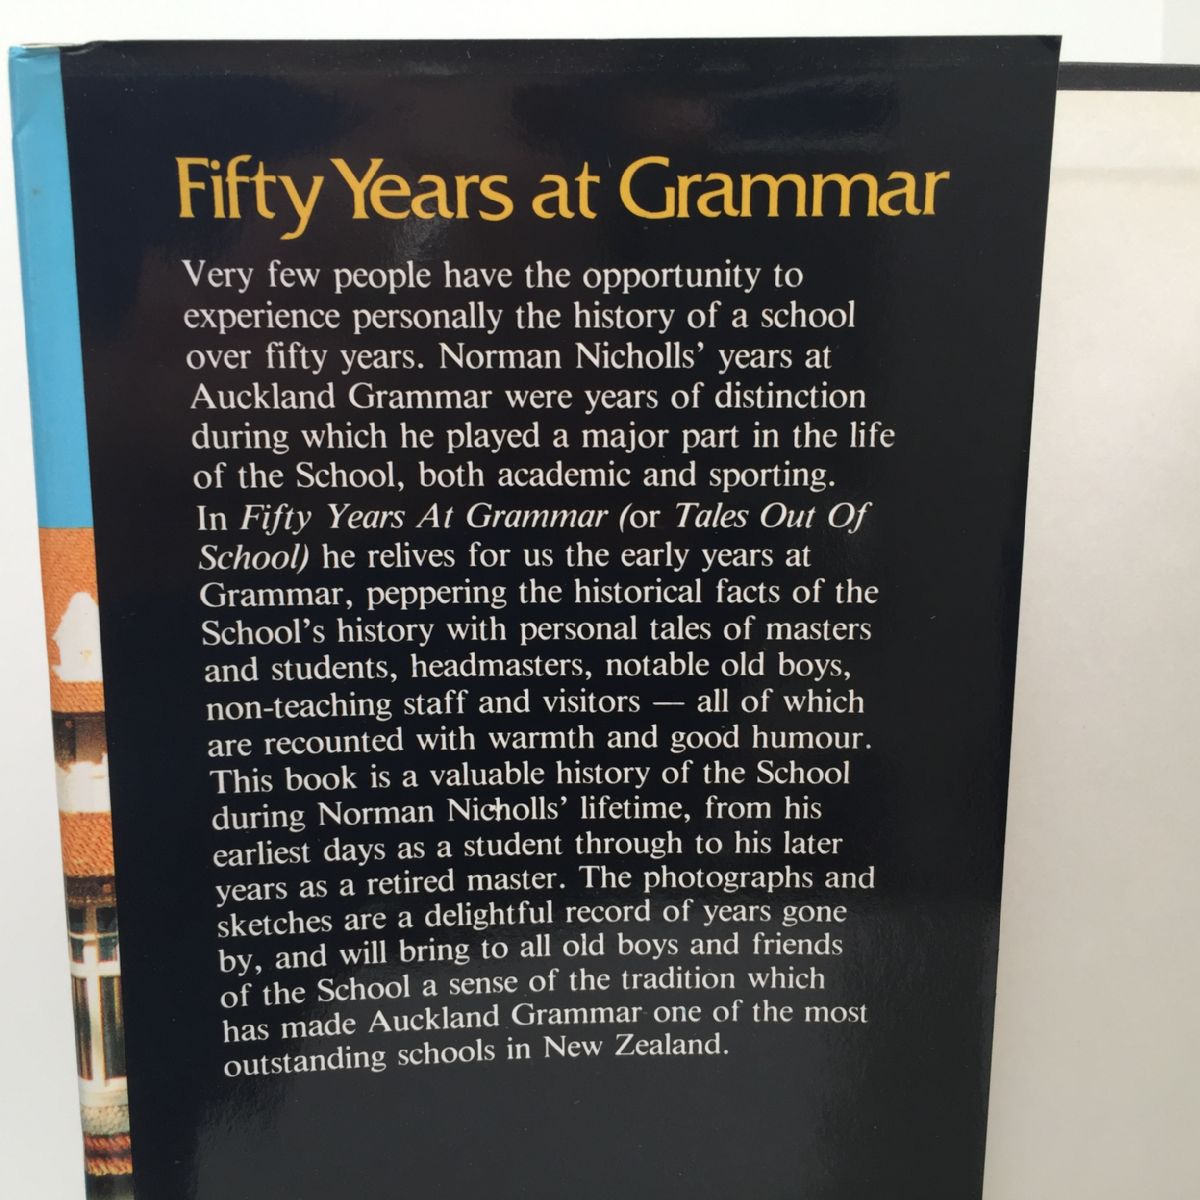 Fifty Years at Grammar
Very few people have the opportunity to
experience personally the history of a school
over fifty years. Norman Nicholls' years at
Auckland Grammar were years of distinction
during which he played a major part in the life
of the School, both academic and sporting.
In Fifty Years At Grammar (or Tales Out Of
School) he relives for us the early years at
Grammar, peppering the historical facts of the
School's history with personal tales of masters
and students, headmasters, notable old boys,
non-teaching staff and visitors — all of which
are recounted with warmth and good humour.
This book is a valuable history of the School
during Norman Nicholls' lifetime, from his
earliest days as a student through to his later
years as a retired master. The photographs and
sketches are a delightful record of years gone
by, and will bring to all old boys and friends
of the School a sense of the tradition which
has made Auckland Grammar one of the most
outstanding schools in New Zealand.